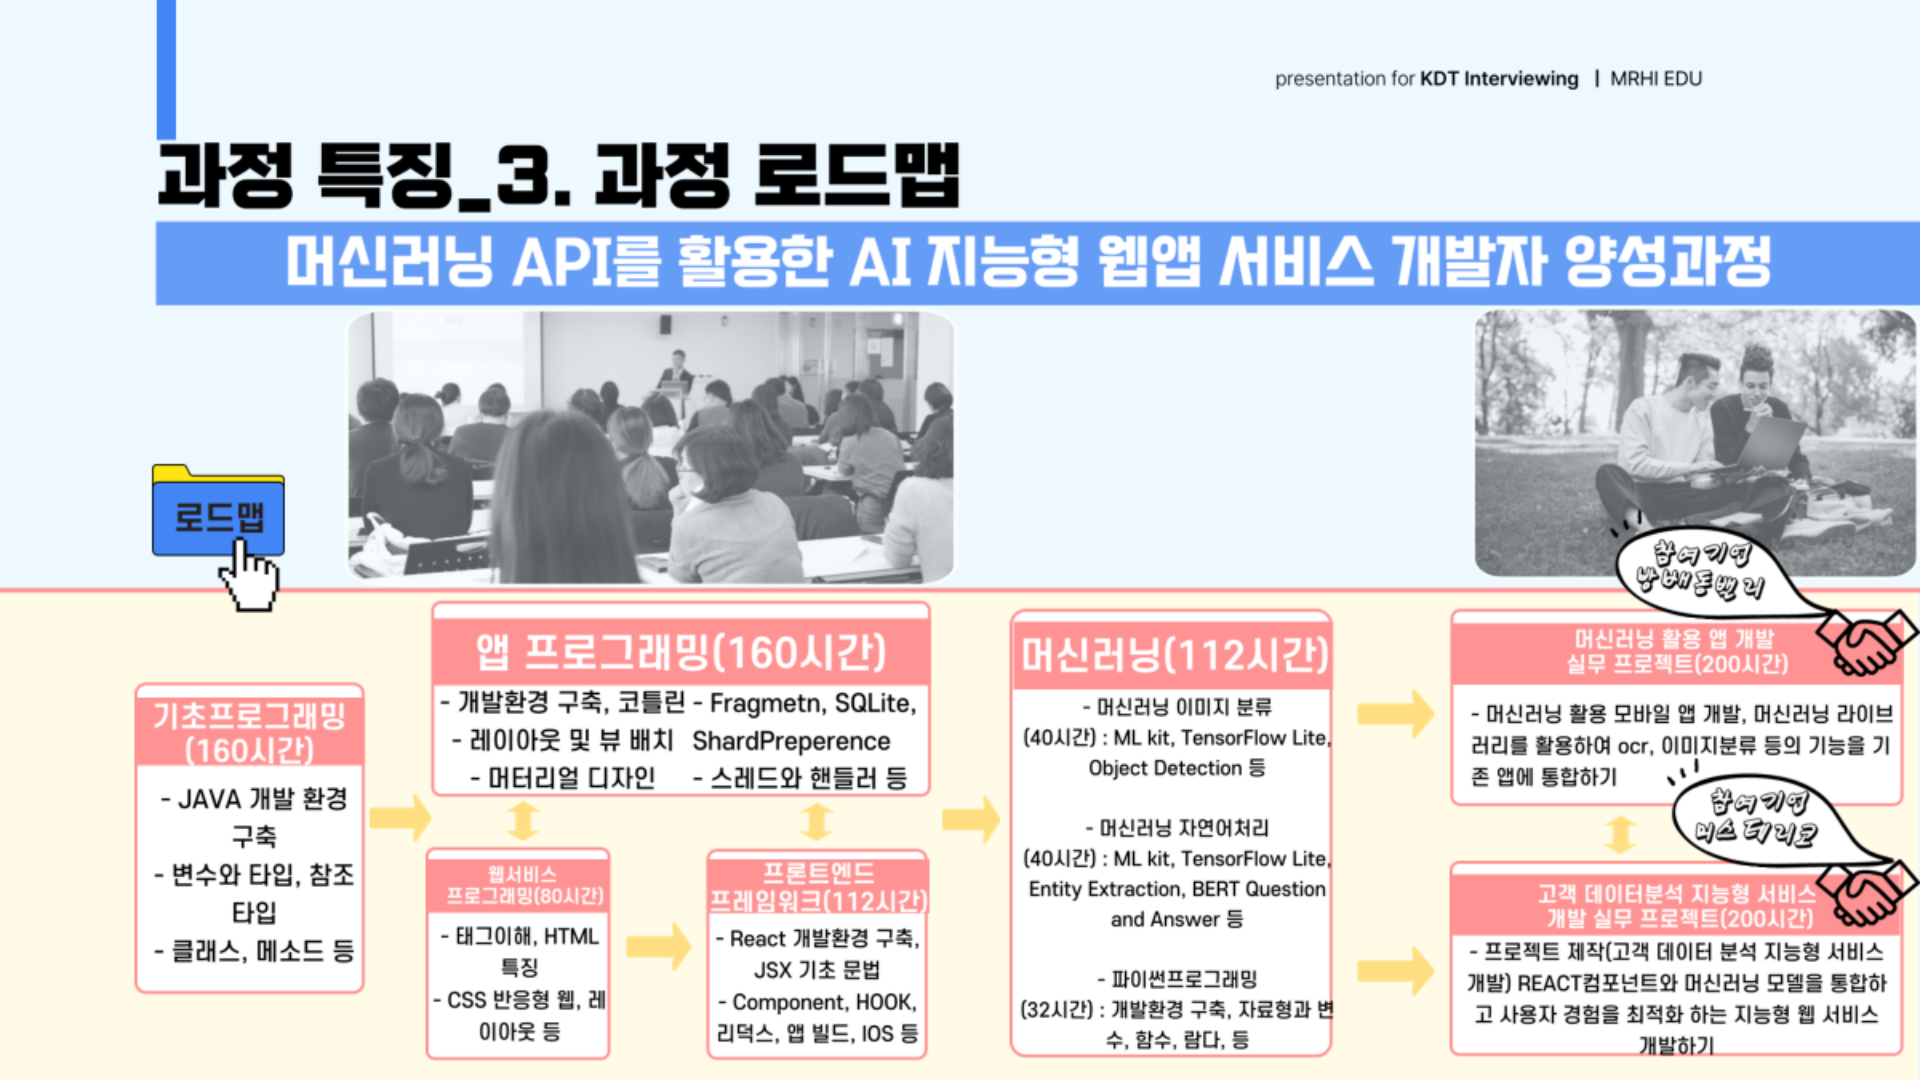 presentation for KDT Interviewing | MRHI EDU
과정 특징_3. 과정 로드맵
머신러닝 API를 활용한 AI 지능형 웹앱 서비스 개발자 양성과정
로드맵
기초프로그래밍
(160시간)
- JAVA 개발 환경
구축
- 변수와 타입, 참조
타입
- 클래스, 메소드 등
앱 프로그래밍(160시간)
- 개발환경 구축, 코틀린
- 레이아웃 및 뷰 배치
- 머터리얼 디자인
- Fragmetn, SQLite,
ShardPreperence
- 스레드와 핸들러 등
웹서비스
프로그래밍(80시간)
- 태그이해, HTML
특징
- CSS 반응형 웹, 레
이아웃 등
프론트엔드
프레임워크(112시간)
- React 개발환경 구축,
JSX 기초 문법
- Component, HOOK,
리덕스, 앱 빌드, IOS 등
머신러닝(112시간)
- 머신러닝 이미지 분류
(40시간) : ML kit, TensorFlow Lite,
Object Detection 등
- 머신러닝 자연어처리
(40시간) : ML kit, TensorFlow Lite,
Entity Extraction, BERT Question
and Answer 등
- 파이썬프로그래밍
(32시간) : 개발환경 구축, 자료형과 변
수, 함수, 람다, 등
참여기업
방배동밸리
머신러닝 활용 앱 개발
실무 프로젝트(200시간)
- 머신러닝 활용 모바일 앱 개발, 머신러닝 라이브
러리를 활용하여 ocr, 이미지분류 등의 기능을 기
존 앱에 통합하기
참여기업
미스터리코
고객 데이터분석 지능형 서비스
개발 실무 프로젝트(200시간)
- 프로젝트 제작(고객 데이터 분석 지능형 서비스
개발) REACT컴포넌트와 머신러닝 모델을 통합하
고 사용자 경험을 최적화 하는 지능형 웹 서비스
개발하기